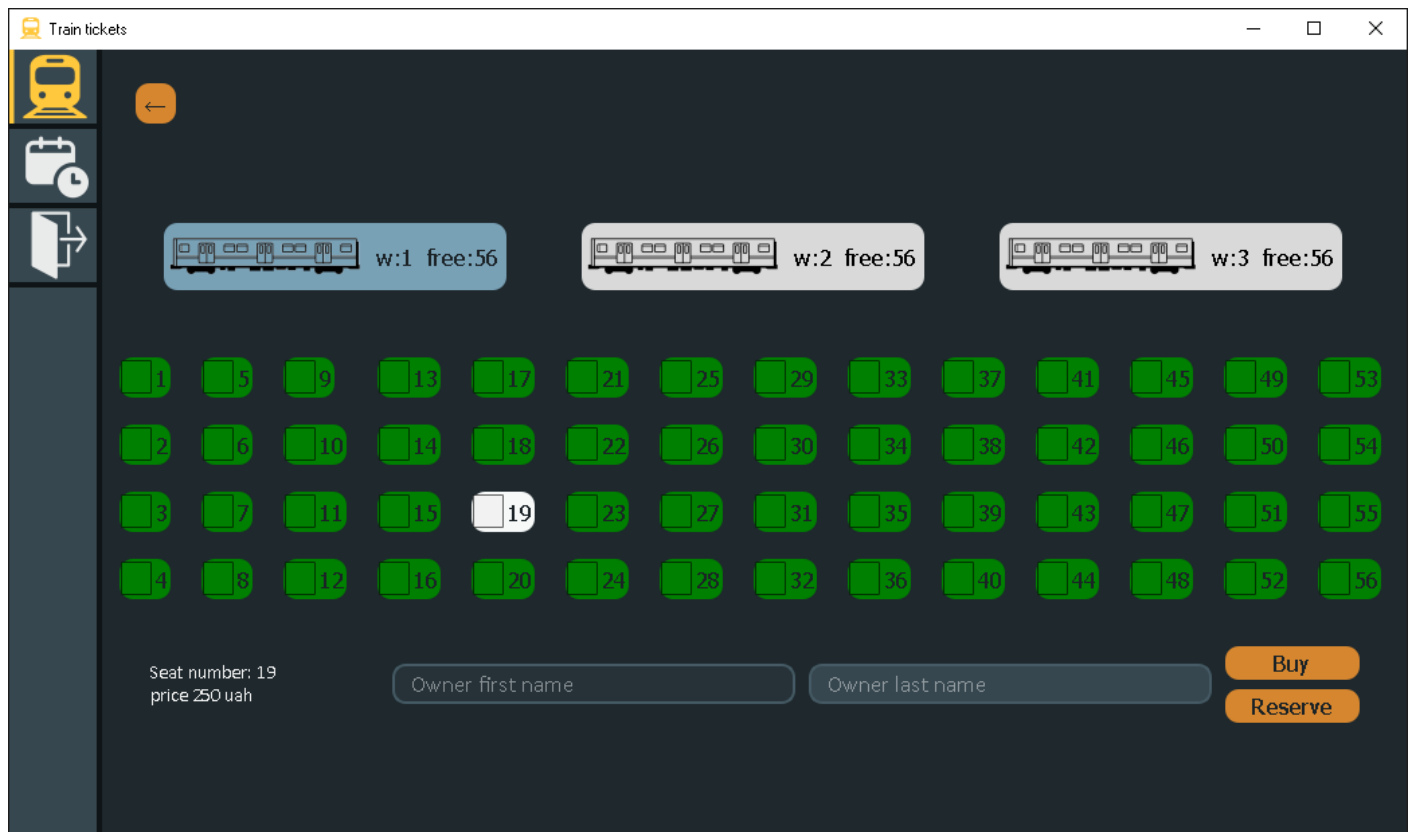 Train tickets
←
w:1 free:56
w:2 free:56
w:3 free:56
1 5 9 13 17 21 25 29 33 37 41 45 49 53
2 6 10 14 18 22 26 30 34 38 42 46 50 54
3 7 11 15 19 23 27 31 35 39 43 47 51 55
4 8 12 16 20 24 28 32 36 40 44 48 52 56
Seat number: 19
price 250 uah
Owner first name
Owner last name
Buy
Reserve